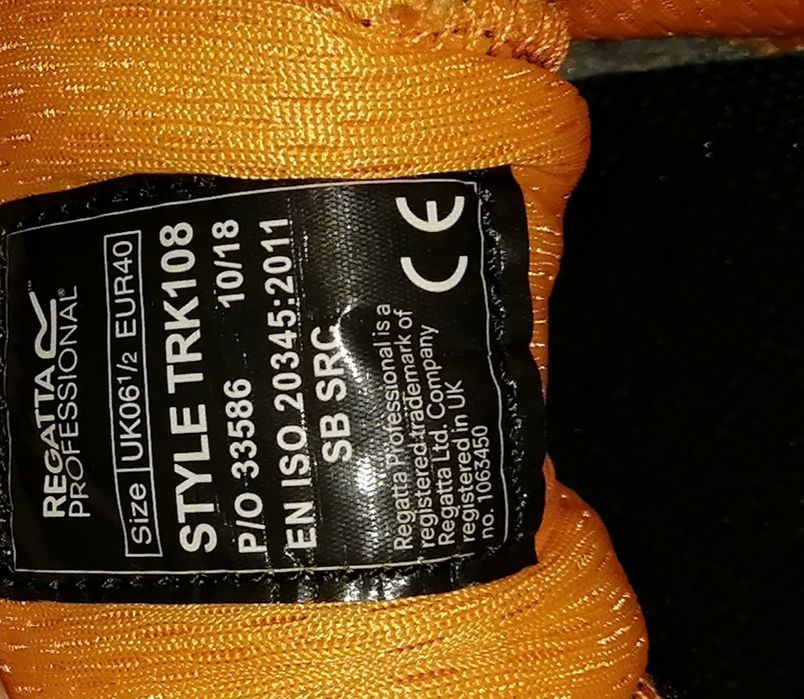 REGATTA™
PROFESSIONAL®
Size UK06½ EUR40
STYLE TRK108
P/O 33586 10/18
EN ISO 20345:2011
SB SRC
CE
Regatta Professional is a
registered trademark of
Regatta Ltd. Company
registered in UK
no. 1063450